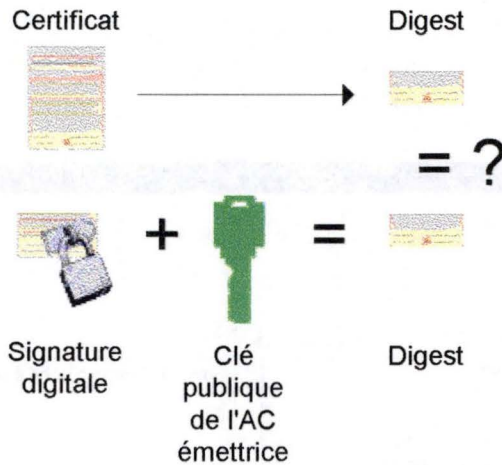 Certificat
Digest
= ?
+
=
Signature
digitale
Clé
publique
de l'AC
émettrice
Digest